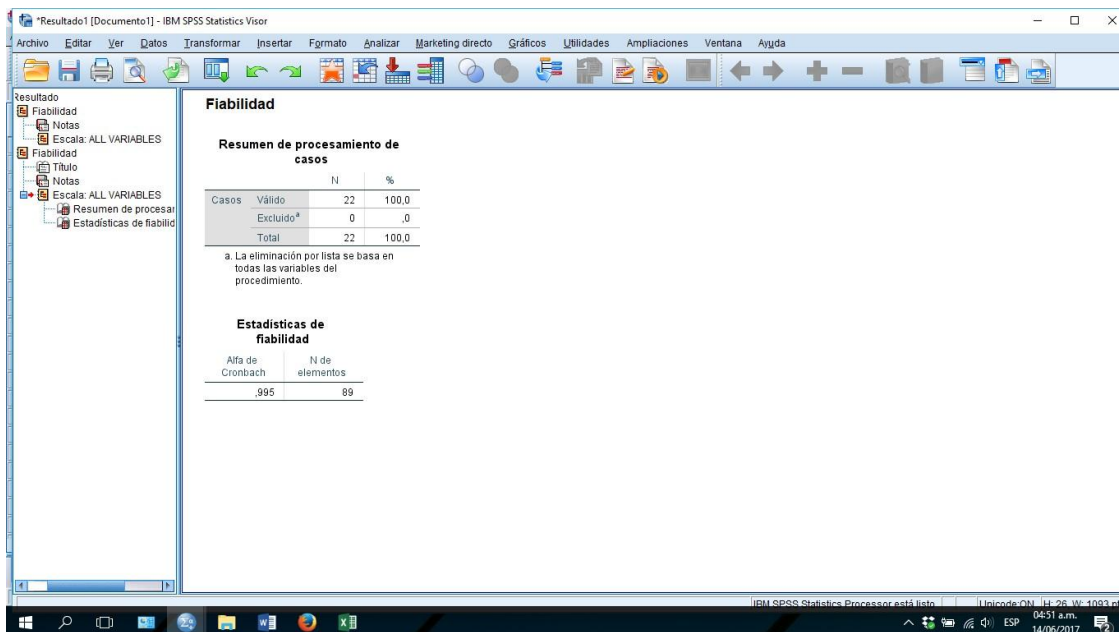 *Resultado1 [Documento1] - IBM SPSS Statistics Visor
Archivo Editar Ver Datos Transformar Insertar Formato Analizar Marketing directo Gráficos Utilidades Ampliaciones Ventana Ayuda
Resultado
Fiabilidad
Notas
Escala: ALL VARIABLES
Fiabilidad
Título
Notas
Escala: ALL VARIABLES
Resumen de procesar
Estadísticas de fiabilid
Fiabilidad
Resumen de procesamiento de
casos
N %
Casos Válido 22 100,0
Excluidoª 0 ,0
Total 22 100,0
a. La eliminación por lista se basa en
todas las variables del
procedimiento.
Estadísticas de
fiabilidad
Alfa de N de
Cronbach elementos
,995 89
IBM SPSS Statistics Processor está listo Unicode:ON H: 26, W: 1093 pt
ESP 04:51 a.m.
14/06/2017